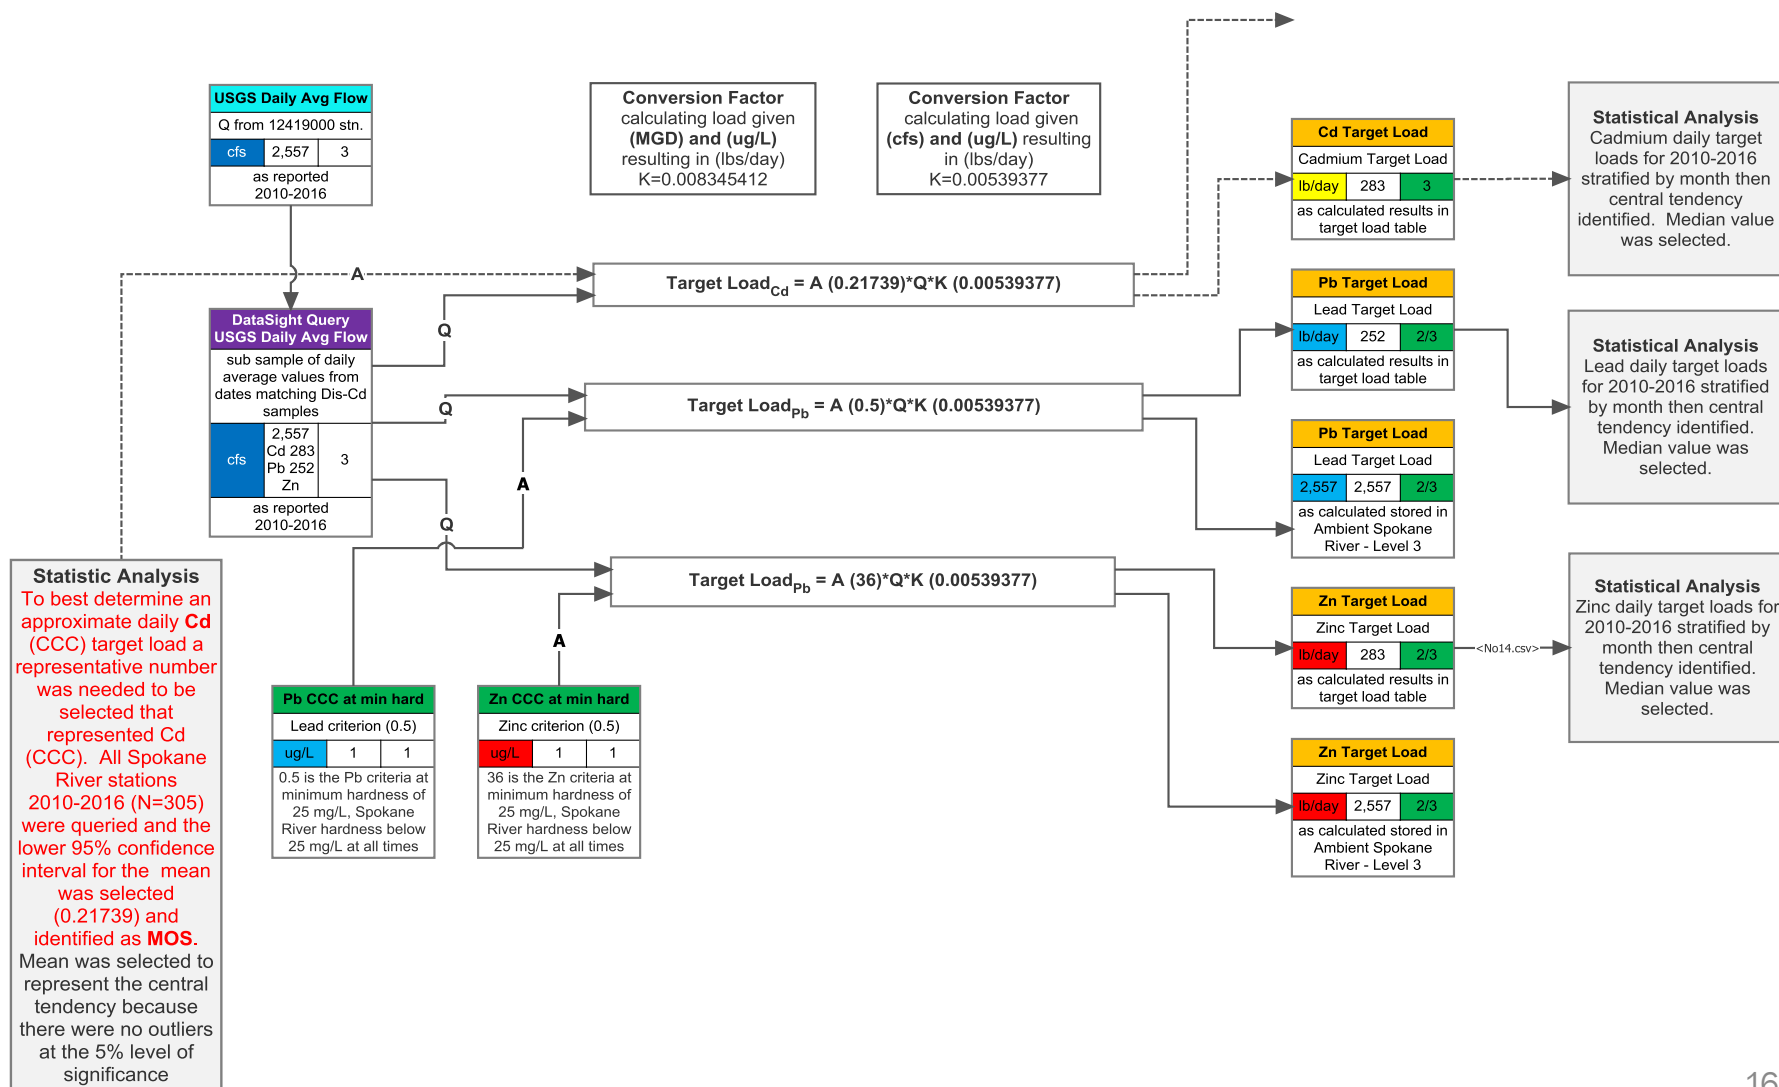 USGS Daily Avg Flow
Q from 12419000 stn.
cfs 2,557 3
as reported
2010-2016
Conversion Factor
calculating load given
(MGD) and (ug/L)
resulting in (lbs/day)
K=0.008345412
Conversion Factor
calculating load given
(cfs) and (ug/L) resulting
in (lbs/day)
K=0.00539377
Cd Target Load
Cadmium Target Load
lb/day 283 3
as calculated results in
target load table
Statistical Analysis
Cadmium daily target
loads for 2010-2016
stratified by month then
central tendency
identified. Median value
was selected.
A
Target LoadCd = A (0.21739)*Q*K (0.00539377)
DataSight Query
USGS Daily Avg Flow
sub sample of daily
average values from
dates matching Dis-Cd
samples
cfs
2,557
Cd 283
Pb 252
Zn
3
as reported
2010-2016
Q
Q
Q
Pb Target Load
Lead Target Load
lb/day 252 2/3
as calculated results in
target load table
Statistical Analysis
Lead daily target loads
for 2010-2016 stratified
by month then central
tendency identified.
Median value was
selected.
Target LoadPb = A (0.5)*Q*K (0.00539377)
Pb Target Load
Lead Target Load
2,557 2,557 2/3
as calculated stored in
Ambient Spokane
River - Level 3
A
Target LoadPb = A (36)*Q*K (0.00539377)
A
Zn Target Load
Zinc Target Load
lb/day 283 2/3
as calculated results in
target load table
<No14.csv>
Statistical Analysis
Zinc daily target loads for
2010-2016 stratified by
month then central
tendency identified.
Median value was
selected.
Zn Target Load
Zinc Target Load
lb/day 2,557 2/3
as calculated stored in
Ambient Spokane
River - Level 3
Statistic Analysis
To best determine an
approximate daily Cd
(CCC) target load a
representative number
was needed to be
selected that
represented Cd
(CCC). All Spokane
River stations
2010-2016 (N=305)
were queried and the
lower 95% confidence
interval for the mean
was selected
(0.21739) and
identified as MOS.
Mean was selected to
represent the central
tendency because
there were no outliers
at the 5% level of
significance
Pb CCC at min hard
Lead criterion (0.5)
ug/L 1 1
0.5 is the Pb criteria at
minimum hardness of
25 mg/L, Spokane
River hardness below
25 mg/L at all times
Zn CCC at min hard
Zinc criterion (0.5)
ug/L 1 1
36 is the Zn criteria at
minimum hardness of
25 mg/L, Spokane
River hardness below
25 mg/L at all times
16